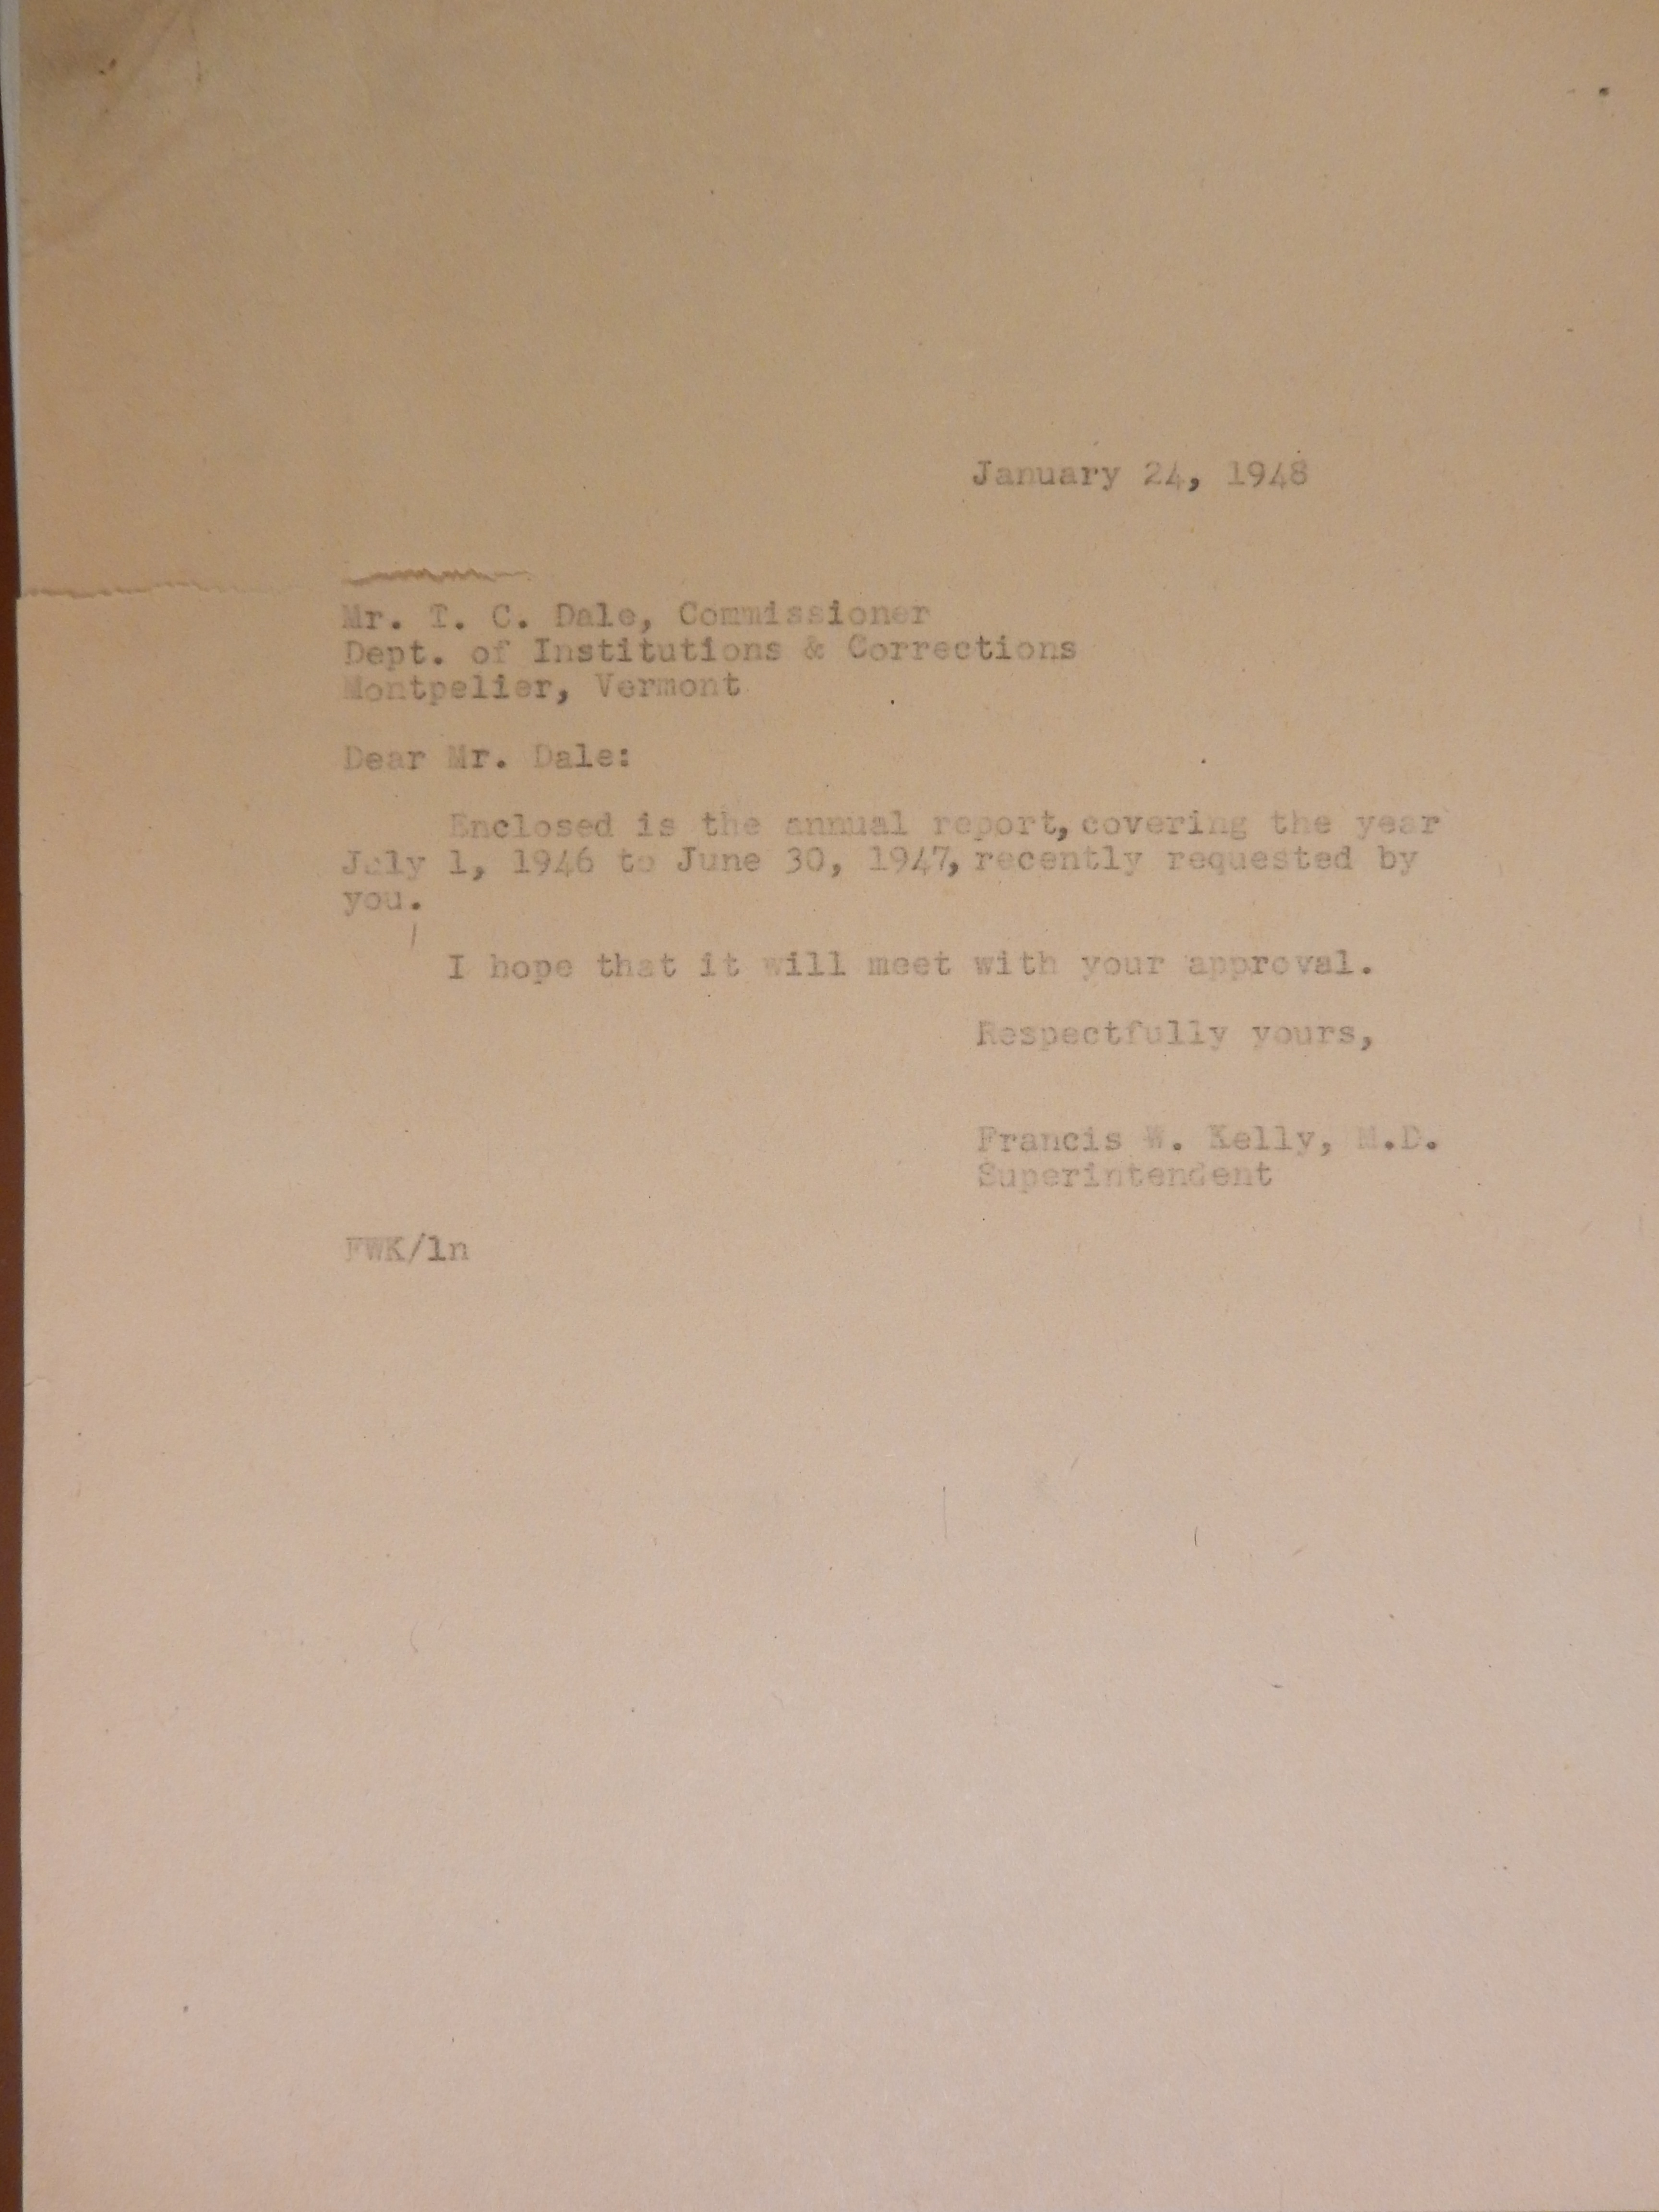 January 24, 1948
Mr. T. C. Dale, Commissioner
Dept. of Institutions & Corrections
Montpelier, Vermont
Dear Mr. Dale:
Enclosed is the annual report, covering the year
July 1, 1946 to June 30, 1947, recently requested by
you.
I hope that it will meet with your approval.
Respectfully yours,
Francis W. Kelly, M.D.
Superintendent
FWK/ln